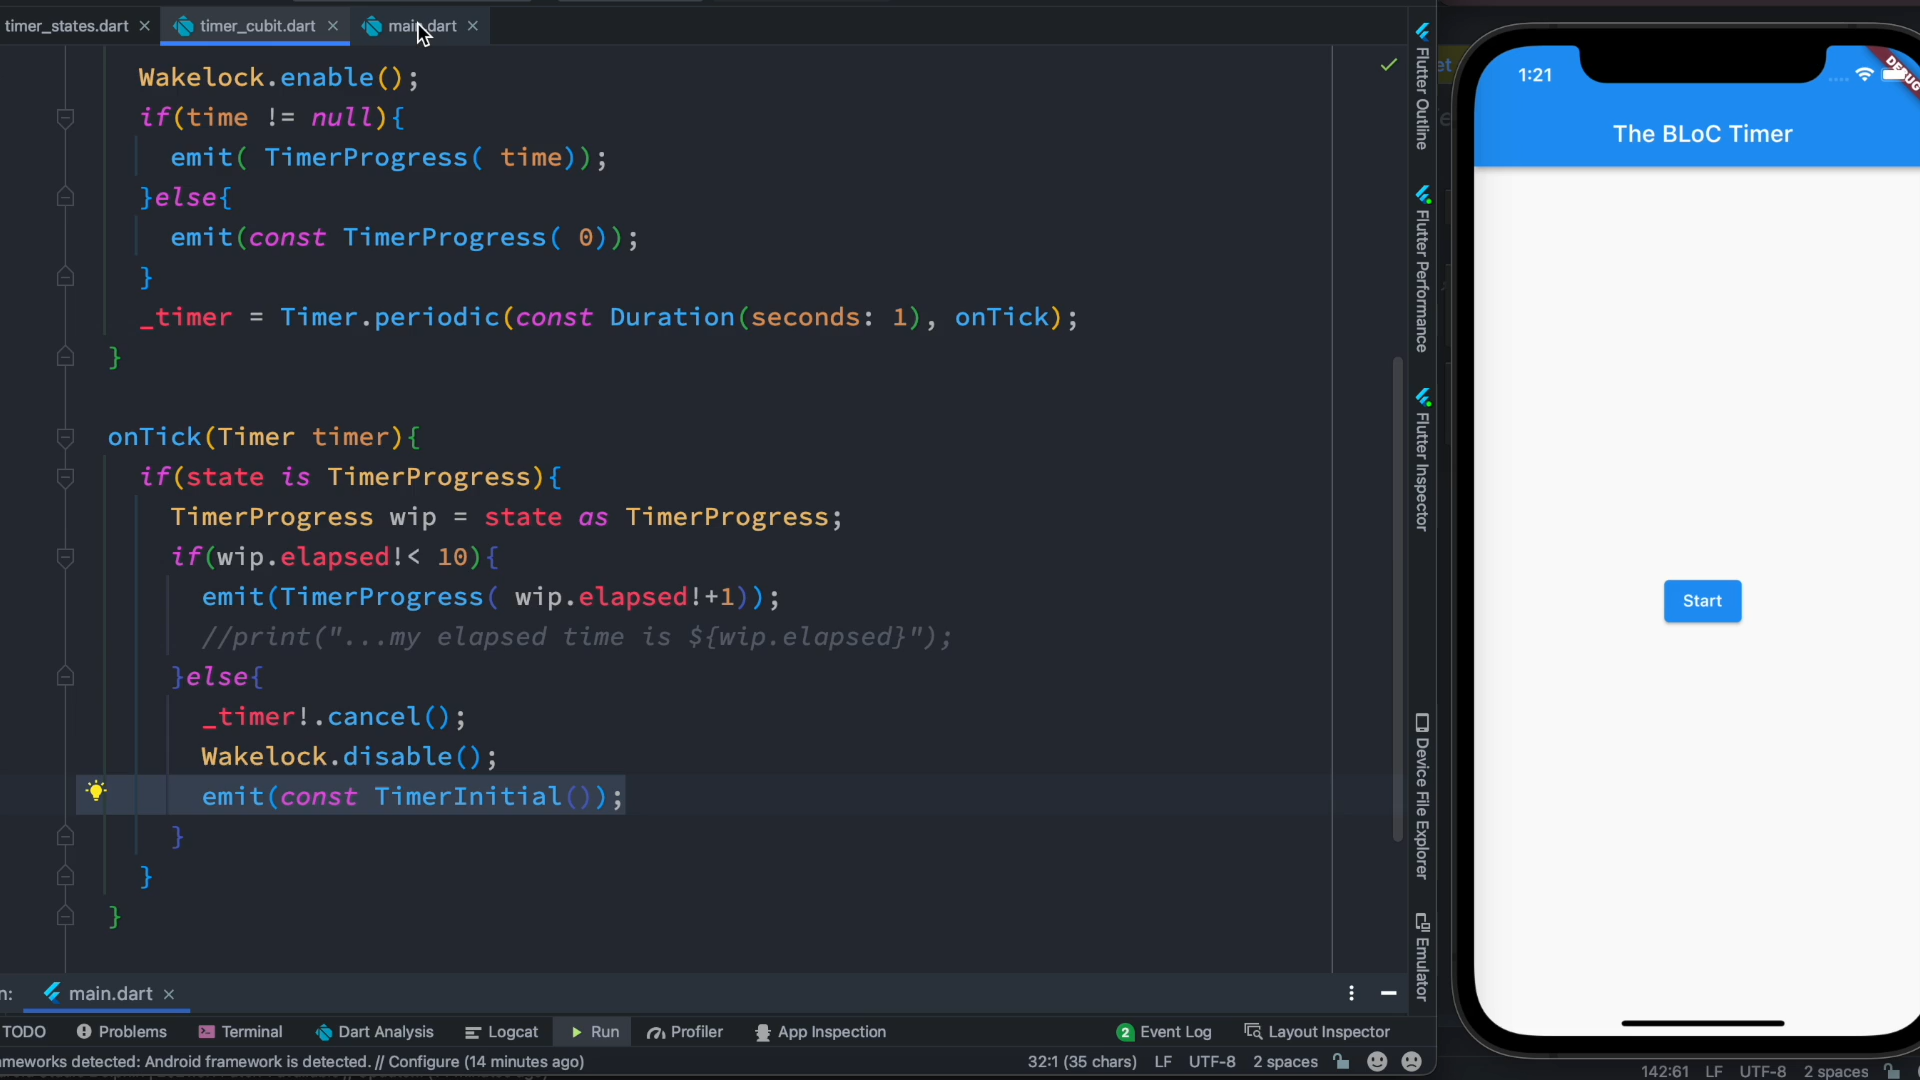 timer_states.dart
timer_cubit.dart
main.dart
Wakelock.enable();
if(time != null){
emit( TimerProgress( time));
}else{
emit(const TimerProgress( 0));
}
_timer = Timer.periodic(const Duration(seconds: 1), onTick);
}
onTick(Timer timer){
if(state is TimerProgress){
TimerProgress wip = state as TimerProgress;
if(wip.elapsed!< 10){
emit(TimerProgress( wip.elapsed!+1));
//print("...my elapsed time is ${wip.elapsed}");
}else{
_timer!.cancel();
Wakelock.disable();
emit(const TimerInitial());
}
}
}
Flutter Outline
Flutter Performance
Flutter Inspector
Device File Explorer
Emulator
1:21
DEBUG
The BLoC Timer
Start
n:
main.dart
TODO
Problems
Terminal
Dart Analysis
Logcat
Run
Profiler
App Inspection
2 Event Log
Layout Inspector
ameworks detected: Android framework is detected. // Configure (14 minutes ago)
32:1 (35 chars)
LF
UTF-8
2 spaces
142:61
LF
UTF-8
2 spaces